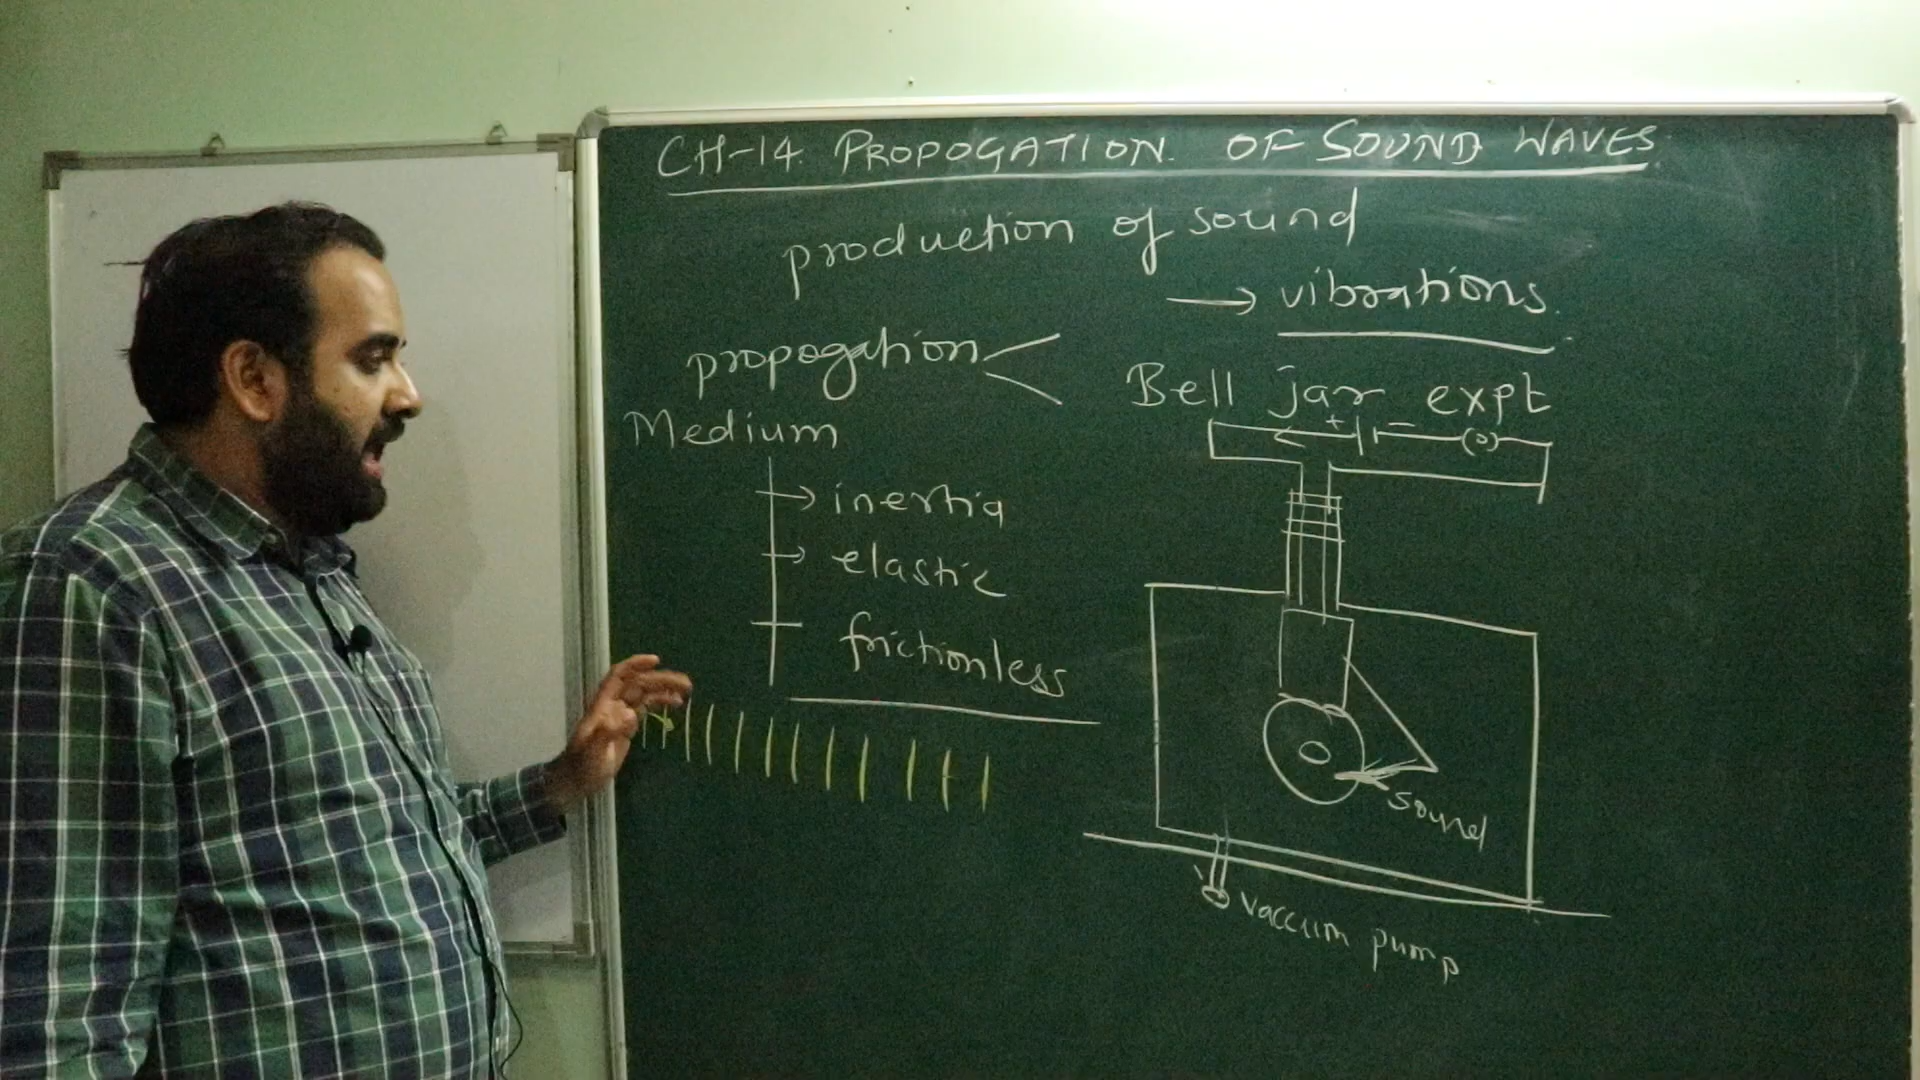 CH-14. PROPOGATION. OF SOUND WAVES.
production of sound
→ vibrations.
propogation
Medium
→ inertia
→ elastic
frictionless
Bell jar expt
+ −
sound
vaccum pump